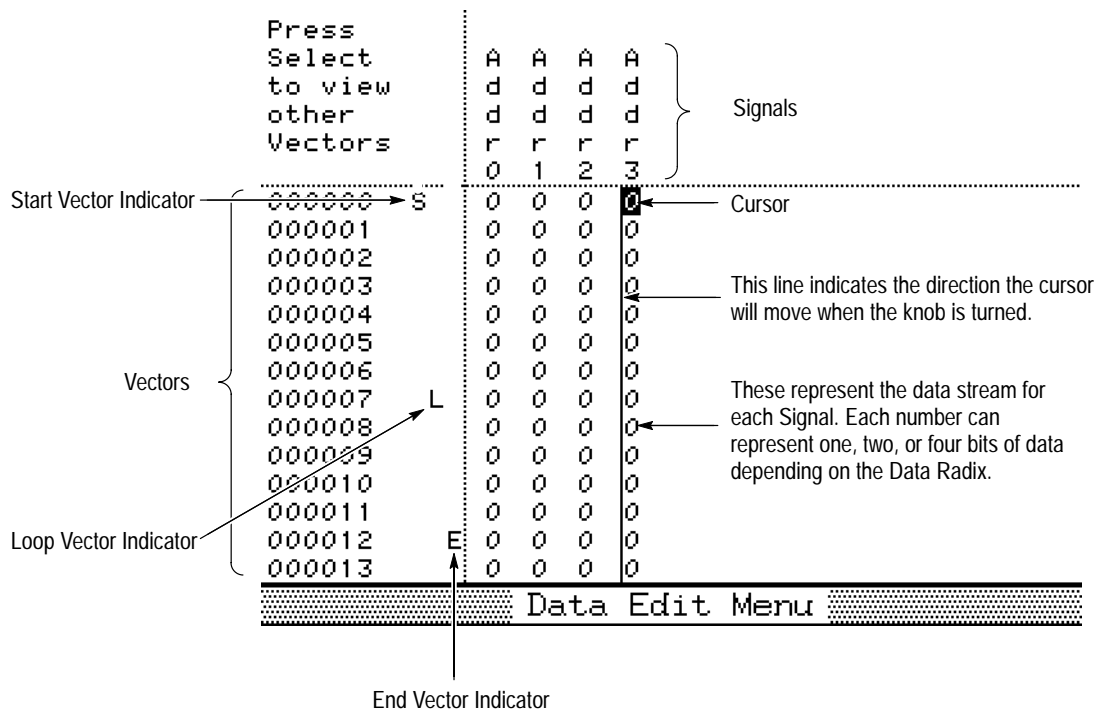 Press
Select
to view
other
Vectors
A A A A
d d d d
d d d d
r r r r
0 1 2 3
Signals
Start Vector Indicator
000000 S 0 0 0 0
Cursor
000001 0 0 0 0
000002 0 0 0 0
000003 0 0 0 0
This line indicates the direction the cursor
will move when the knob is turned.
000004 0 0 0 0
000005 0 0 0 0
000006 0 0 0 0
Vectors
000007 L 0 0 0 0
These represent the data stream for
each Signal. Each number can
represent one, two, or four bits of data
depending on the Data Radix.
000008 0 0 0 0
000009 0 0 0 0
000010 0 0 0 0
000011 0 0 0 0
Loop Vector Indicator
000012 E 0 0 0 0
000013 0 0 0 0
Data Edit Menu
End Vector Indicator